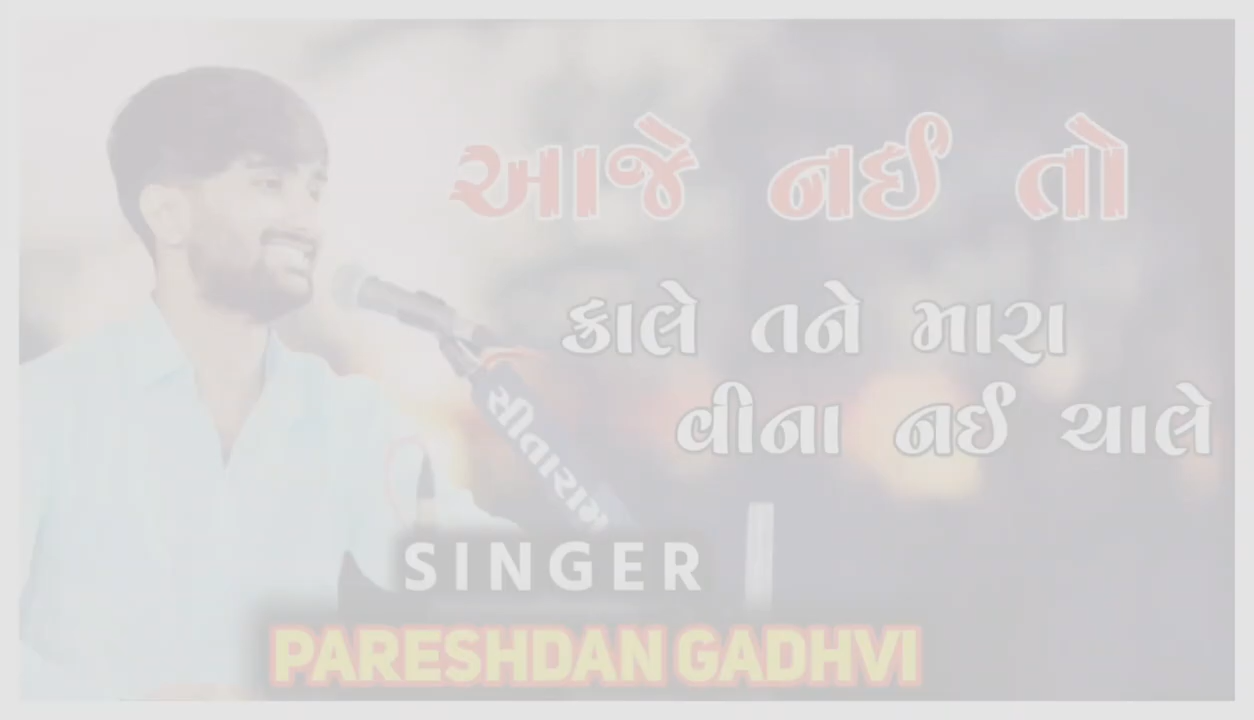 આજે નઈ તો
કાલે તને મારા
વીના નઈ ચાલે
સીતારામ
SINGER
PARESHDAN GADHVI